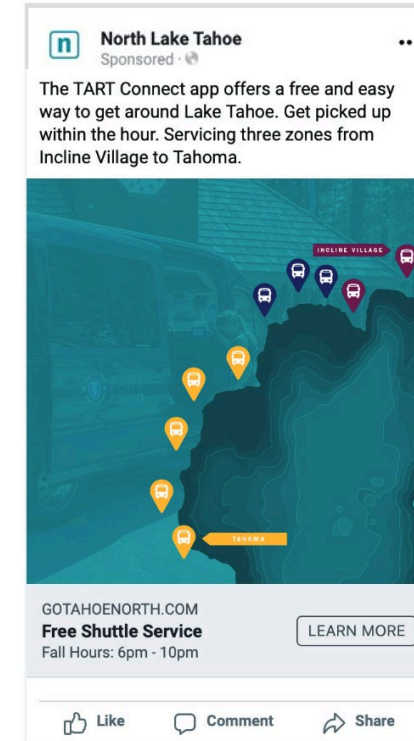 n
North Lake Tahoe
Sponsored ·
The TART Connect app offers a free and easy
way to get around Lake Tahoe. Get picked up
within the hour. Servicing three zones from
Incline Village to Tahoma.
INCLINE VILLAGE
TAHOMA
GOTAHOENORTH.COM
Free Shuttle Service
Fall Hours: 6pm - 10pm
LEARN MORE
Like
Comment
Share